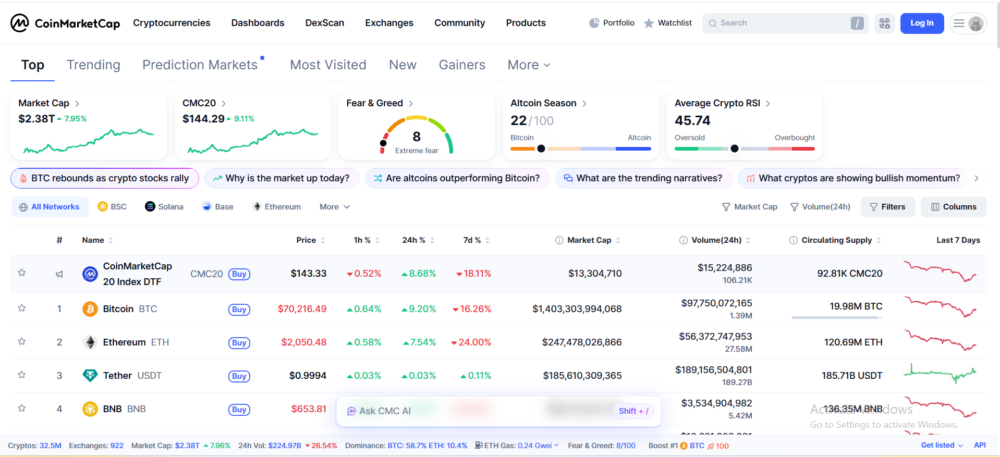 CoinMarketCap Cryptocurrencies Dashboards DexScan Exchanges Community Products Portfolio Watchlist Search / Log In
Top Trending Prediction Markets Most Visited New Gainers More
Market Cap
$2.38T 7.95%
CMC20
$144.29 9.11%
Fear & Greed
8
Extreme fear
Altcoin Season
22/100
Bitcoin Altcoin
Average Crypto RSI
45.74
Oversold Overbought
BTC rebounds as crypto stocks rally Why is the market up today? Are altcoins outperforming Bitcoin? What are the trending narratives? What cryptos are showing bullish momentum?
All Networks BSC Solana Base Ethereum More Market Cap Volume(24h) Filters Columns
# Name Price 1h % 24h % 7d % Market Cap Volume(24h) Circulating Supply Last 7 Days
CoinMarketCap
20 Index DTF CMC20 Buy $143.33 0.52% 8.68% 18.11% $13,304,710 $15,224,886 92.81K CMC20
106.21K
1 Bitcoin BTC Buy $70,216.49 0.64% 9.20% 16.26% $1,403,303,994,068 $97,750,072,165 19.98M BTC
1.39M
2 Ethereum ETH Buy $2,050.48 0.58% 7.54% 24.00% $247,478,026,866 $56,372,747,953 120.69M ETH
27.58M
3 Tether USDT Buy $0.9994 0.03% 0.03% 0.11% $185,610,309,365 $189,156,504,801 185.71B USDT
189.27B
4 BNB BNB Buy $653.81 $3,534,904,982 136.35M BNB
5.42M
Ask CMC AI Shift + /
Activate Windows
Go to Settings to activate Windows.
Cryptos: 32.5M Exchanges: 922 Market Cap: $2.38T 7.96% 24h Vol: $224.97B 26.54% Dominance: BTC: 58.7% ETH: 10.4% ETH Gas: 0.24 Gwei Fear & Greed: 8/100 Boost #1 BTC 100 Get listed API